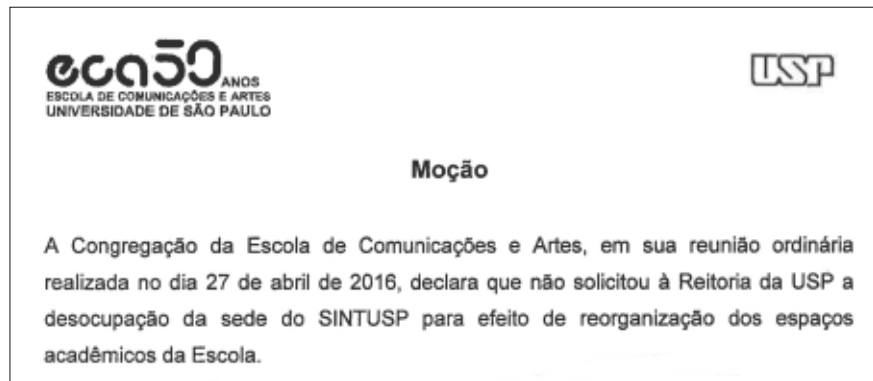 eca50 ANOS
ESCOLA DE COMUNICAÇÕES E ARTES
UNIVERSIDADE DE SÃO PAULO
USP
Moção
A Congregação da Escola de Comunicações e Artes, em sua reunião ordinária
realizada no dia 27 de abril de 2016, declara que não solicitou à Reitoria da USP a
desocupação da sede do SINTUSP para efeito de reorganização dos espaços
acadêmicos da Escola.